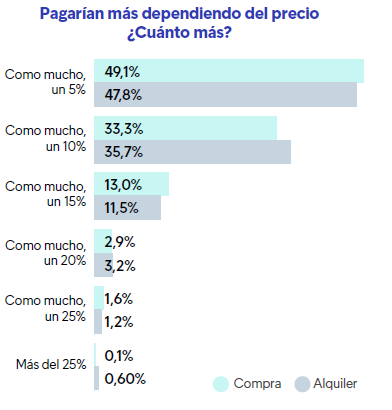 Pagarían más dependiendo del precio
¿Cuánto más?
Como mucho,
un 5%
49,1%
47,8%
Como mucho,
un 10%
33,3%
35,7%
Como mucho,
un 15%
13,0%
11,5%
Como mucho,
un 20%
2,9%
3,2%
Como mucho,
un 25%
1,6%
1,2%
Más del 25%
0,1%
0,60%
Compra
Alquiler